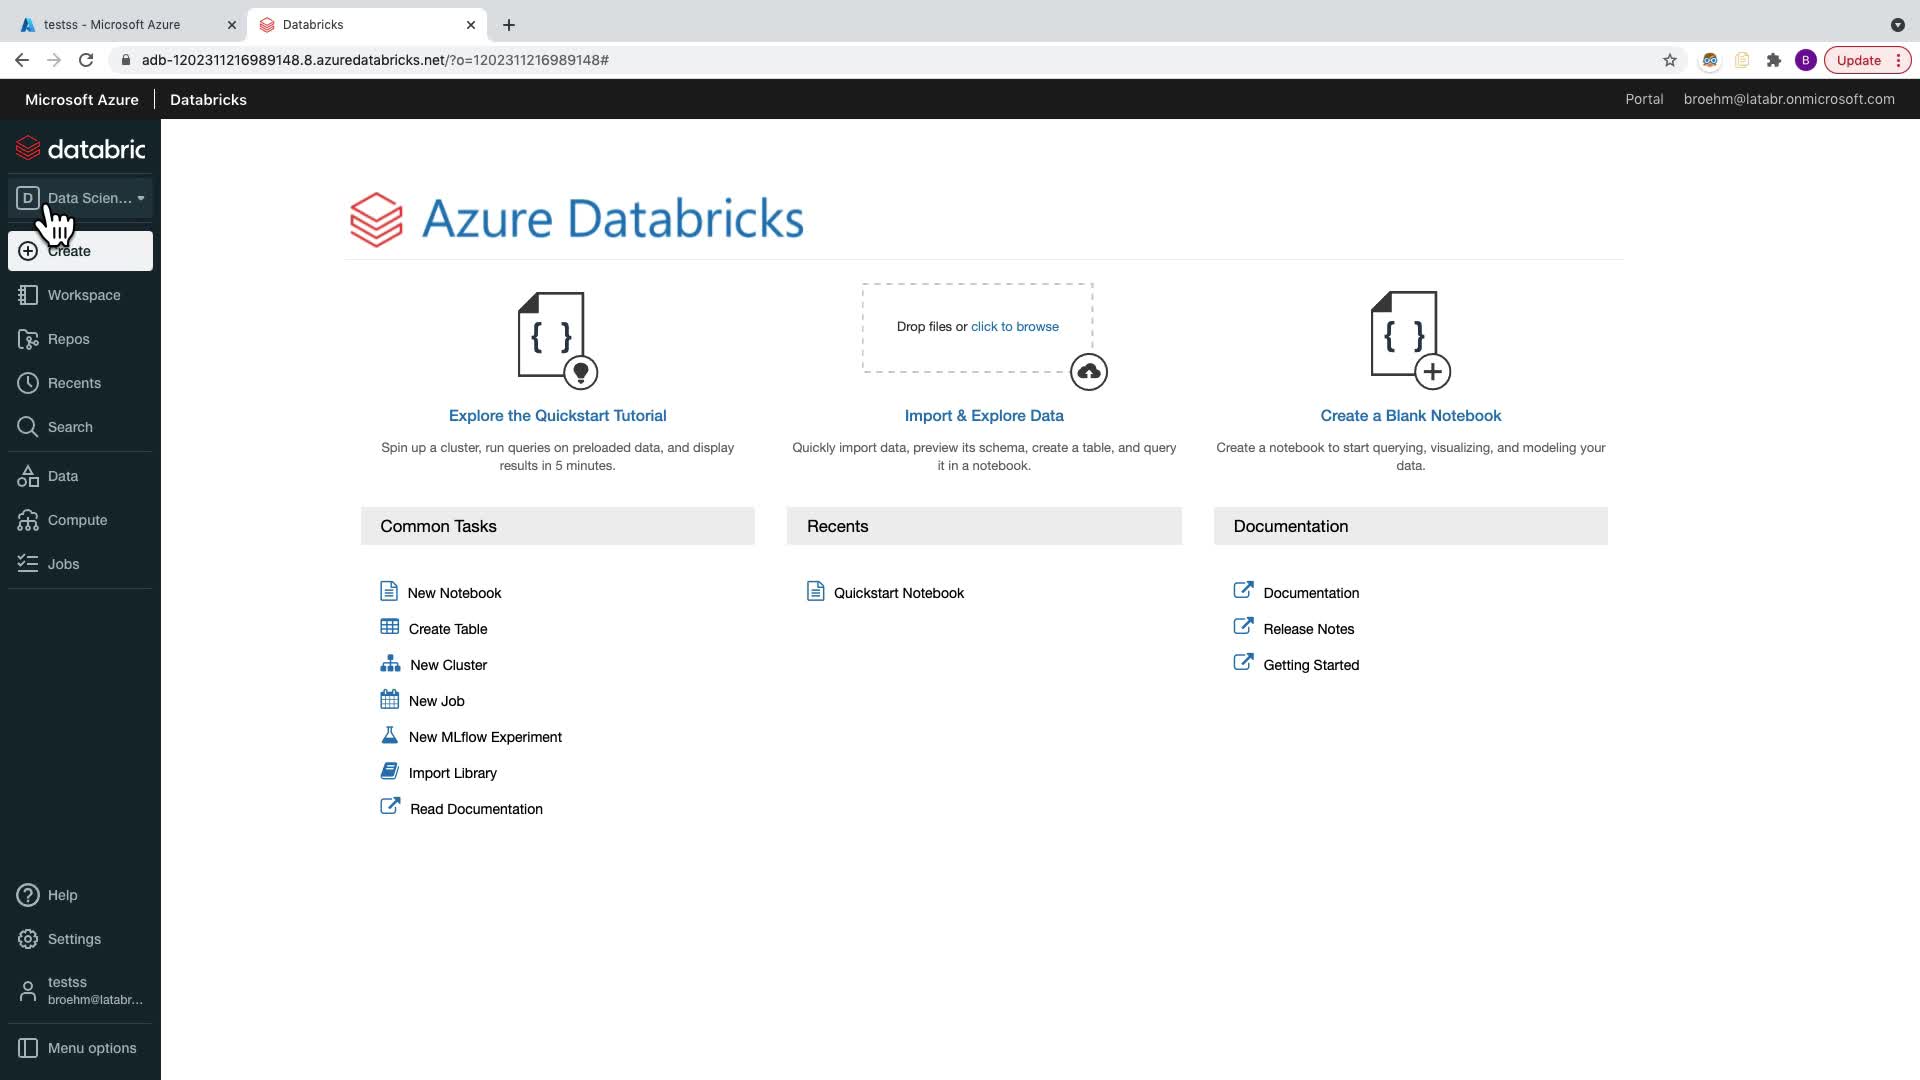 testss - Microsoft Azure
Databricks
adb-1202311216989148.8.azuredatabricks.net/?o=1202311216989148#
B
Update
Microsoft Azure
Databricks
Portal
broehm@latabr.onmicrosoft.com
databric
D
Data Scien...
Create
Workspace
Repos
Recents
Search
Data
Compute
Jobs
Help
Settings
testss
broehm@latabr...
Menu options
Azure Databricks
{ }
Explore the Quickstart Tutorial
Spin up a cluster, run queries on preloaded data, and display
results in 5 minutes.
Drop files or click to browse
Import & Explore Data
Quickly import data, preview its schema, create a table, and query
it in a notebook.
{ }
Create a Blank Notebook
Create a notebook to start querying, visualizing, and modeling your
data.
Common Tasks
New Notebook
Create Table
New Cluster
New Job
New MLflow Experiment
Import Library
Read Documentation
Recents
Quickstart Notebook
Documentation
Documentation
Release Notes
Getting Started